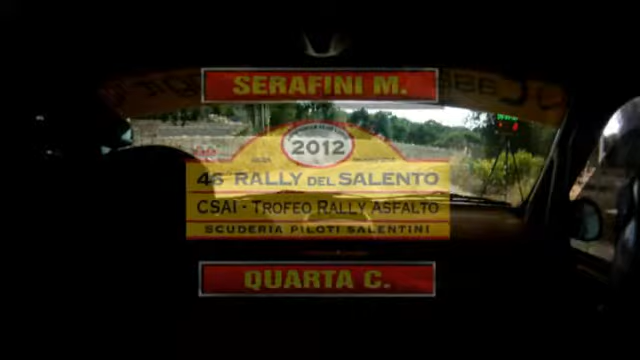 SERAFINI M.
2012
46° RALLY DEL SALENTO
CSAI - TROFEO RALLY ASFALTO
SCUDERIA PILOTI SALENTINI
QUARTA C.